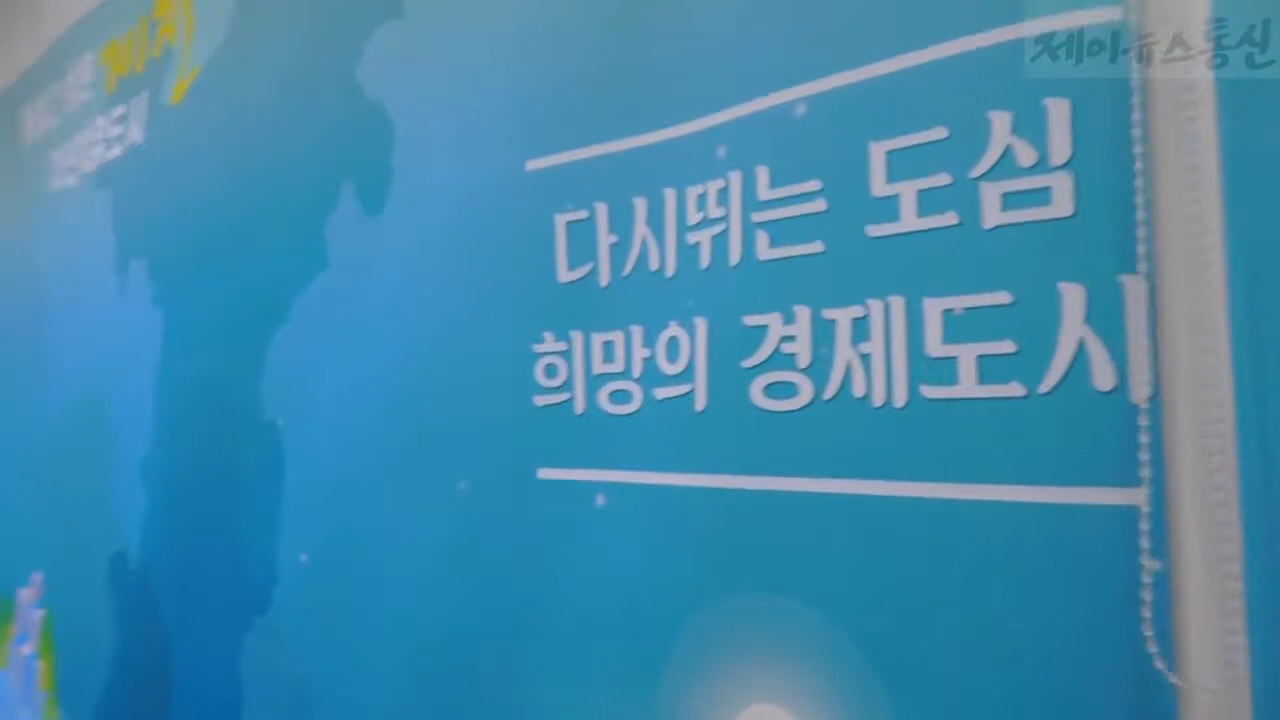 제이뉴스통신
다시뛰는 도심
희망의 경제도시